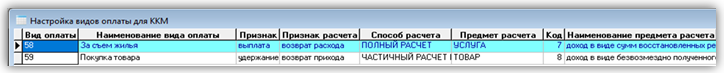 Настройка видов оплаты для ККМ
Вид оплаты Наименование вида оплаты Признак Признак расчета Способ расчета Предмет расчета Код Наименование предмета расчета
58 За съем жилья выплата возврат расхода ПОЛНЫЙ РАСЧЕТ УСЛУГА 7 доход в виде сумм восстановленных ре
59 Покупка товара удержание возврат прихода ЧАСТИЧНЫЙ РАСЧЕТ ТОВАР 8 доход в виде безвозмездно полученног